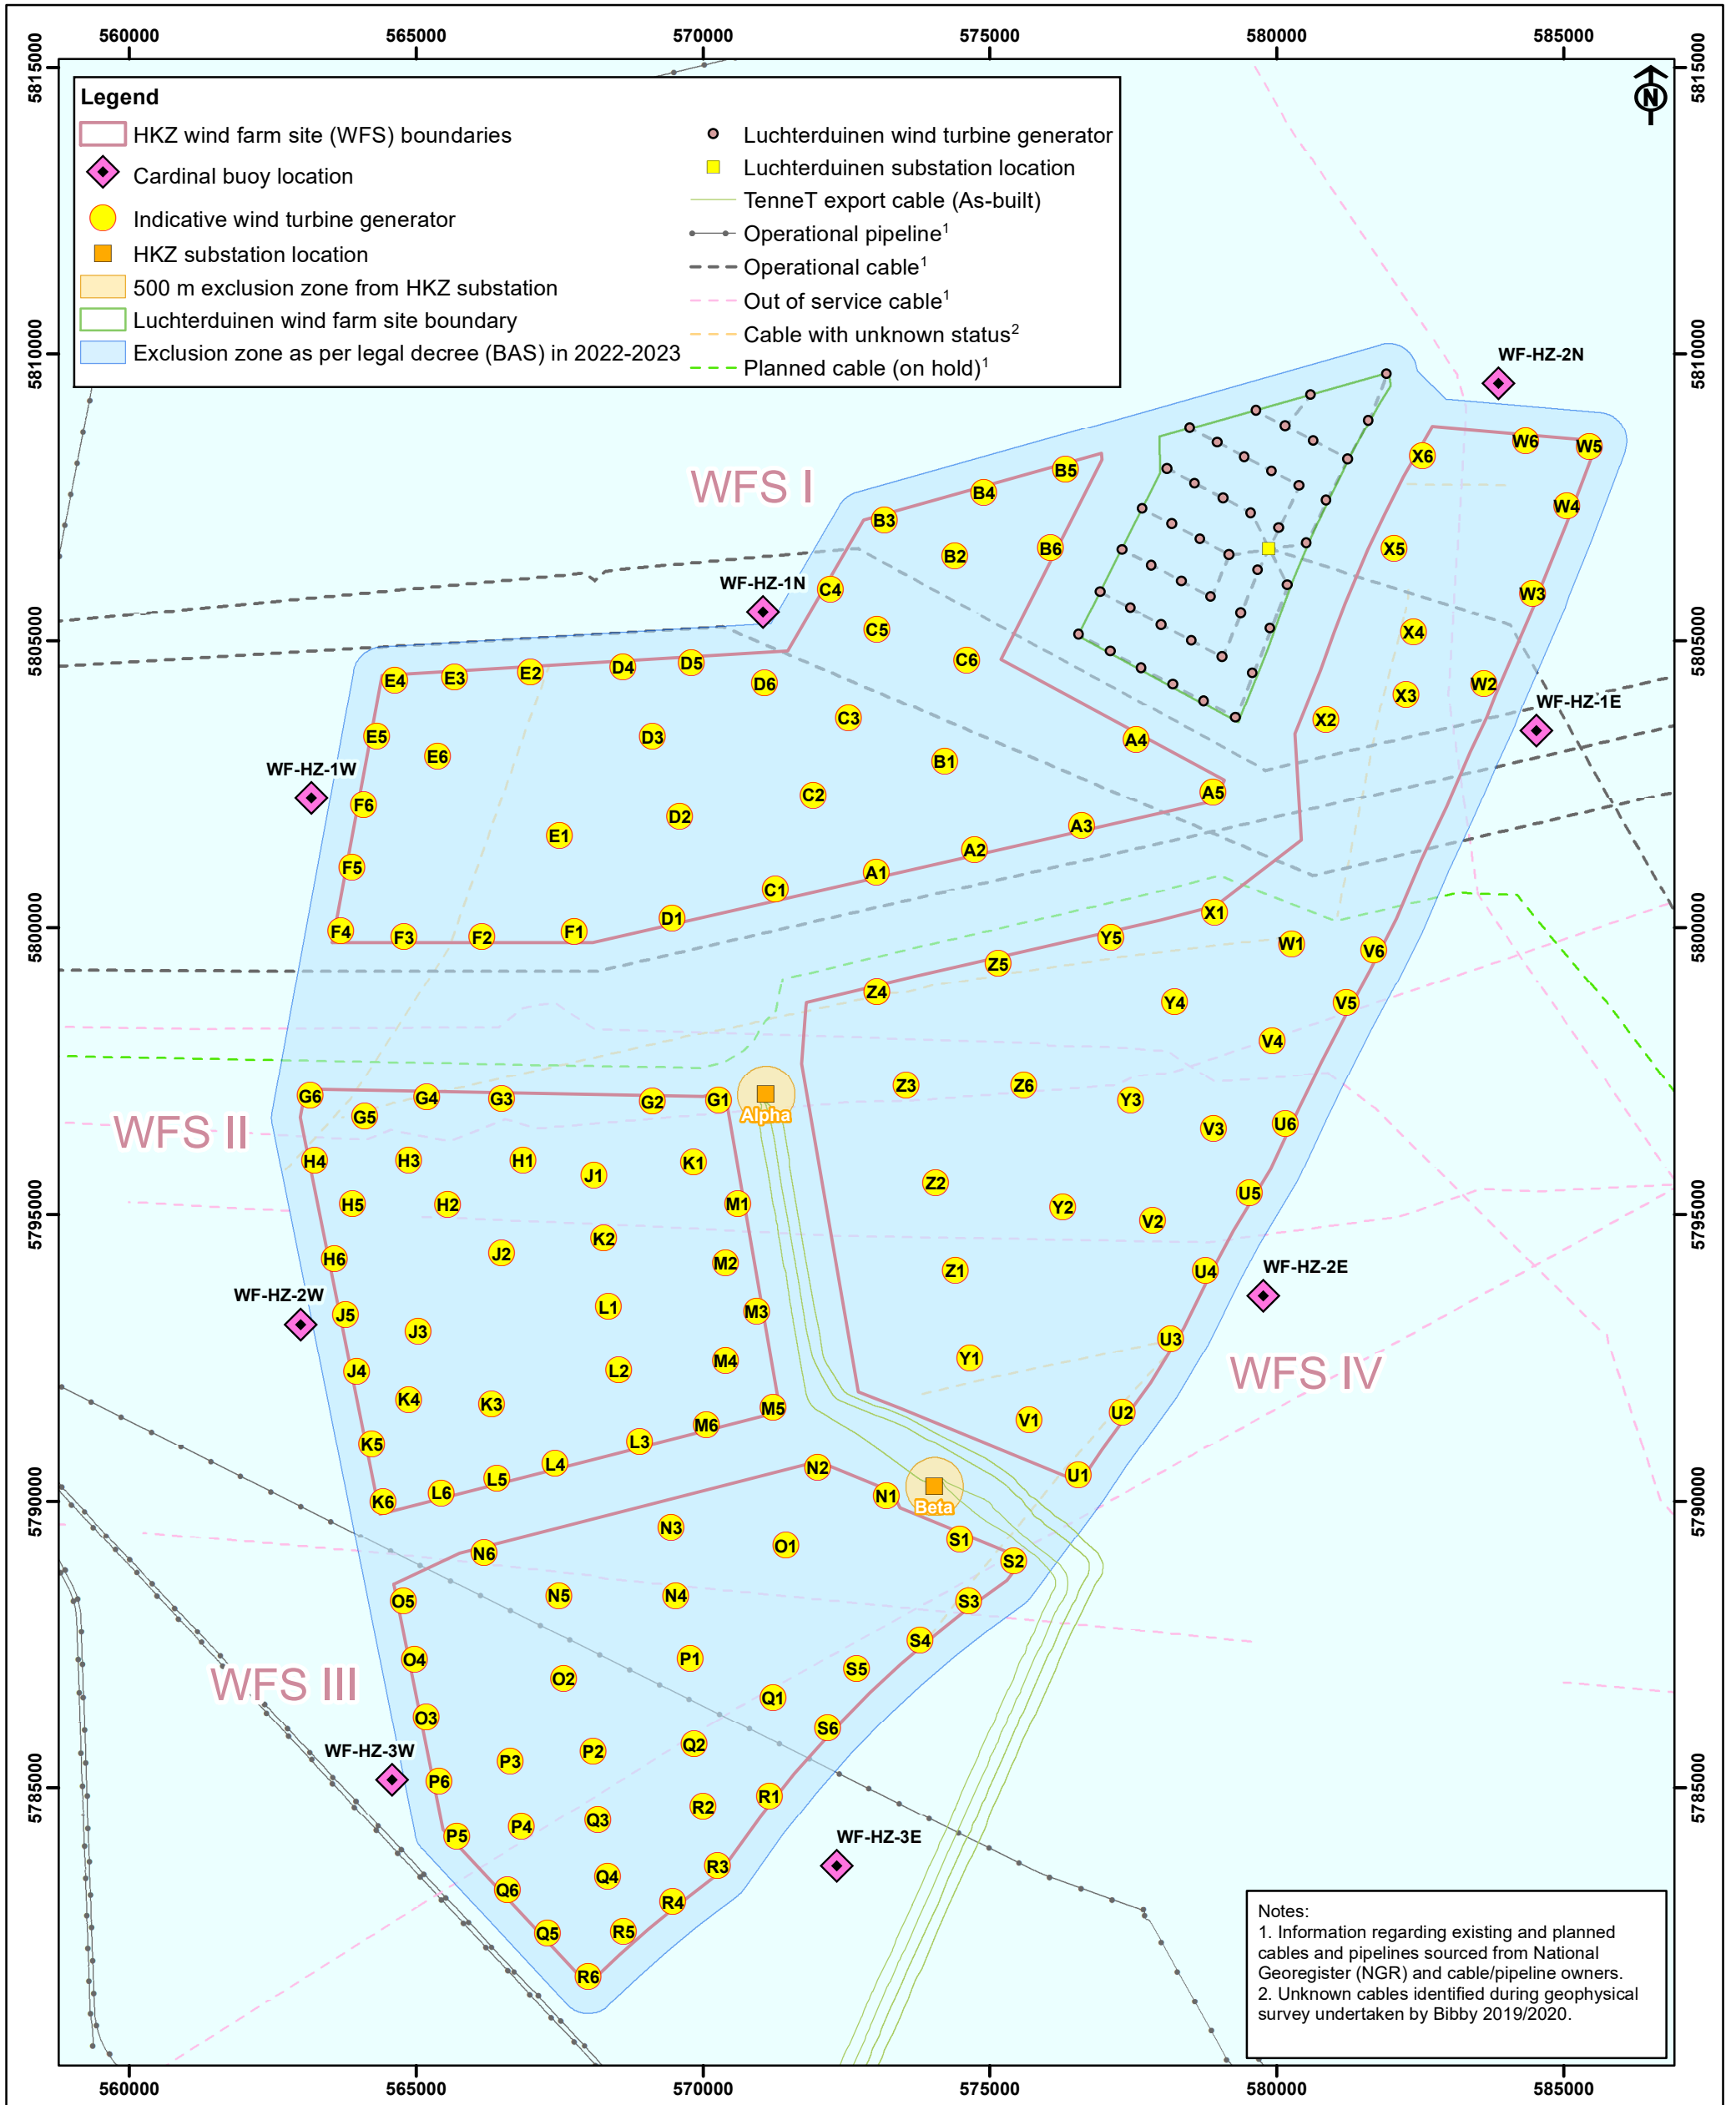 560000 565000 570000 575000 580000 585000
5815000 5815000
Legend
HKZ wind farm site (WFS) boundaries
Cardinal buoy location
Indicative wind turbine generator
HKZ substation location
500 m exclusion zone from HKZ substation
Luchterduinen wind farm site boundary
Exclusion zone as per legal decree (BAS) in 2022-2023
Luchterduinen wind turbine generator
Luchterduinen substation location
TenneT export cable (As-built)
Operational pipeline1
Operational cable1
Out of service cable1
Cable with unknown status2
Planned cable (on hold)1
N
5810000 5810000
WF-HZ-2N
X6 W6 W5
WFS I
B5
B4
B3
W4
B2 B6 X5
WF-HZ-1N
C4 W3
C5 X4
5805000 5805000
C6
E4 E3 E2 D4 D5
D6 W2
X3
WF-HZ-1E
C3 X2
E5 D3 A4
E6 B1
WF-HZ-1W
C2 A5
F6 D2
E1 A3
A2
F5 A1
C1
D1 X1
5800000 5800000
F4 F3 F2 F1 Y5
W1 V6
Z5
Z4 Y4 V5
V4
G6 G4 G3 G2 G1 Z3 Z6 Y3
Alpha
G5 V3 U6
WFS II
H4 H3 H1 J1 K1
Z2 U5
H5 H2 M1 Y2 V2
5795000 5795000
K2
H6 J2 M2 Z1 U4
WF-HZ-2E
WF-HZ-2W
L1 M3
J5 J3 U3
J4 L2 M4 Y1
WFS IV
K4 K3 M5 V1 U2
K5 L3 M6
L6 L5 L4 N2 U1
K6 N1 Beta
5790000 5790000
N3 O1 S1
N6 S2
O5 N5 N4 S3
S4
O4 P1 S5
WFS III
O2 Q1
O3 S6
WF-HZ-3W
P3 P2 Q2
P6 R1
5785000 5785000
P5 P4 Q3 R2
WF-HZ-3E
Q6 Q4 R3
R4
Q5 R5
R6
Notes:
1. Information regarding existing and planned
cables and pipelines sourced from National
Georegister (NGR) and cable/pipeline owners.
2. Unknown cables identified during geophysical
survey undertaken by Bibby 2019/2020.
560000 565000 570000 575000 580000 585000